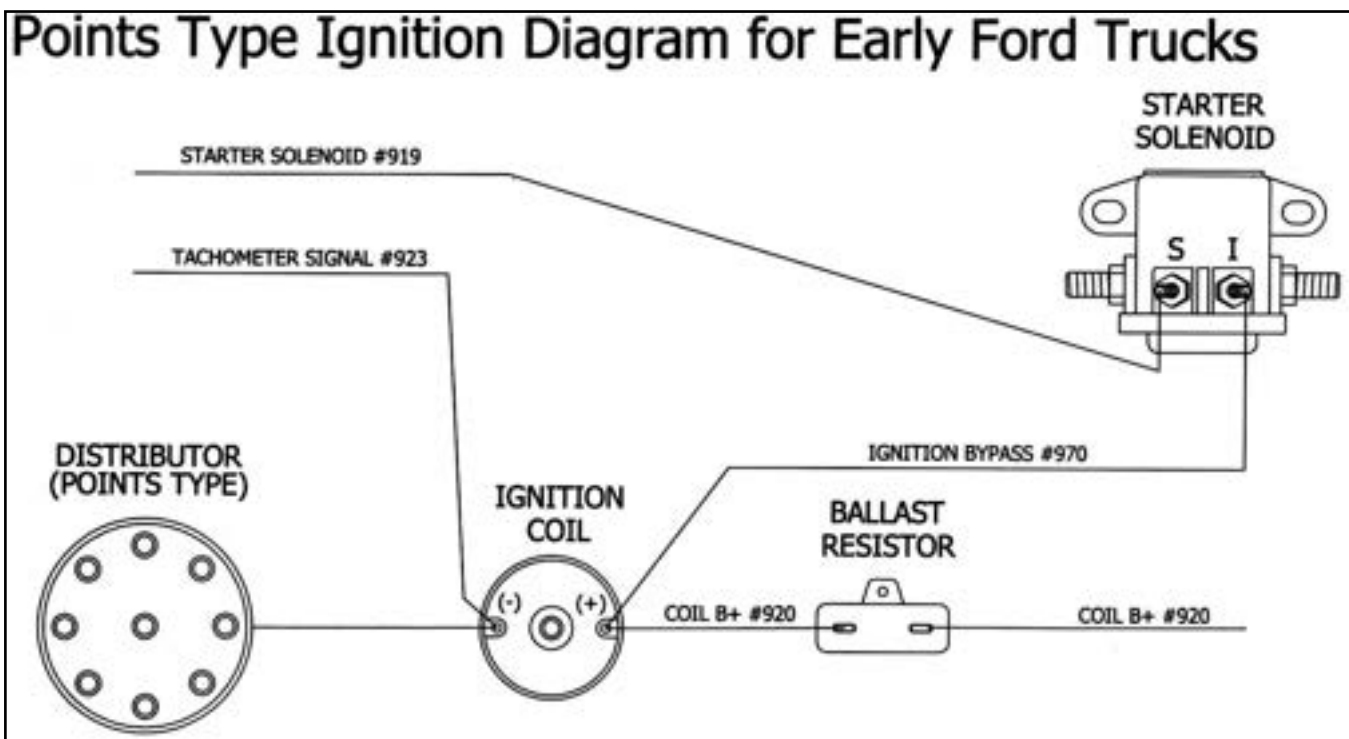 Points Type Ignition Diagram for Early Ford Trucks
STARTER
SOLENOID
STARTER SOLENOID #919
S I
TACHOMETER SIGNAL #923
DISTRIBUTOR
(POINTS TYPE)
IGNITION BYPASS #970
IGNITION
COIL
BALLAST
RESISTOR
(-) (+)
COIL B+ #920
COIL B+ #920